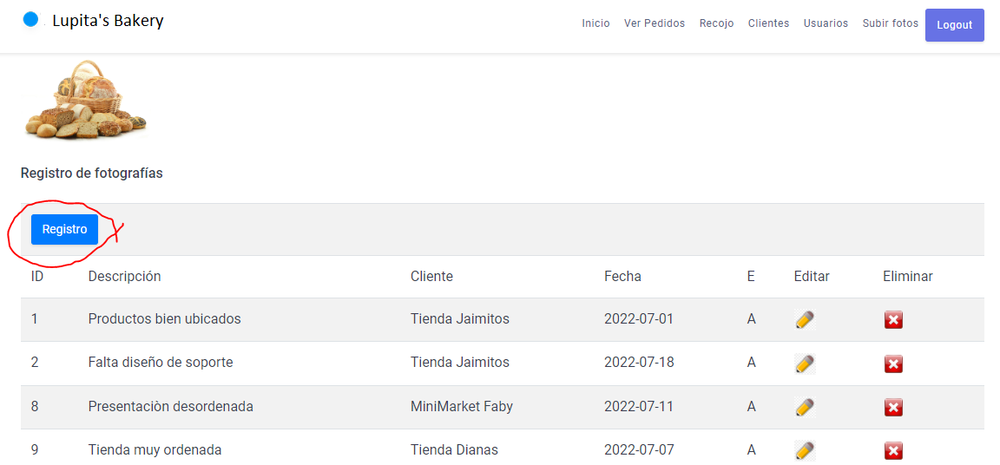 Lupita's Bakery
Inicio Ver Pedidos Recojo Clientes Usuarios Subir fotos Logout
Registro de fotografías
Registro
ID Descripción Cliente Fecha E Editar Eliminar
1 Productos bien ubicados Tienda Jaimitos 2022-07-01 A
2 Falta diseño de soporte Tienda Jaimitos 2022-07-18 A
8 Presentaciòn desordenada MiniMarket Faby 2022-07-11 A
9 Tienda muy ordenada Tienda Dianas 2022-07-07 A